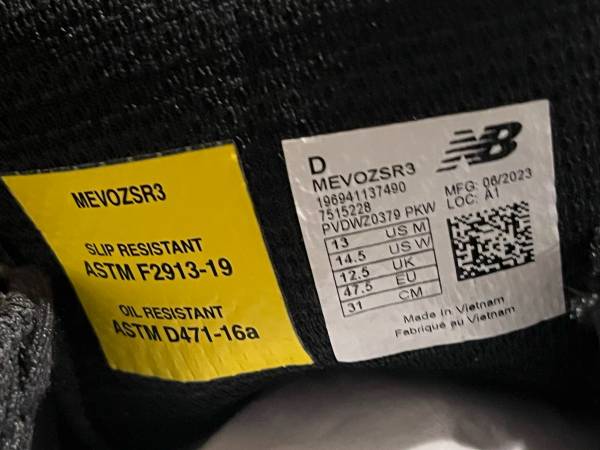 MEVOZSR3
SLIP RESISTANT
ASTM F2913-19
OIL RESISTANT
ASTM D471-16a
D
MEVOZSR3
196941137490
7515228
PVDWZ0379 PKW
13 US M
14.5 US W
12.5 UK
47.5 EU
31 CM
NB
MFG: 06/2023
LOC: A1
Made in Vietnam
Fabriqué au Vietnam